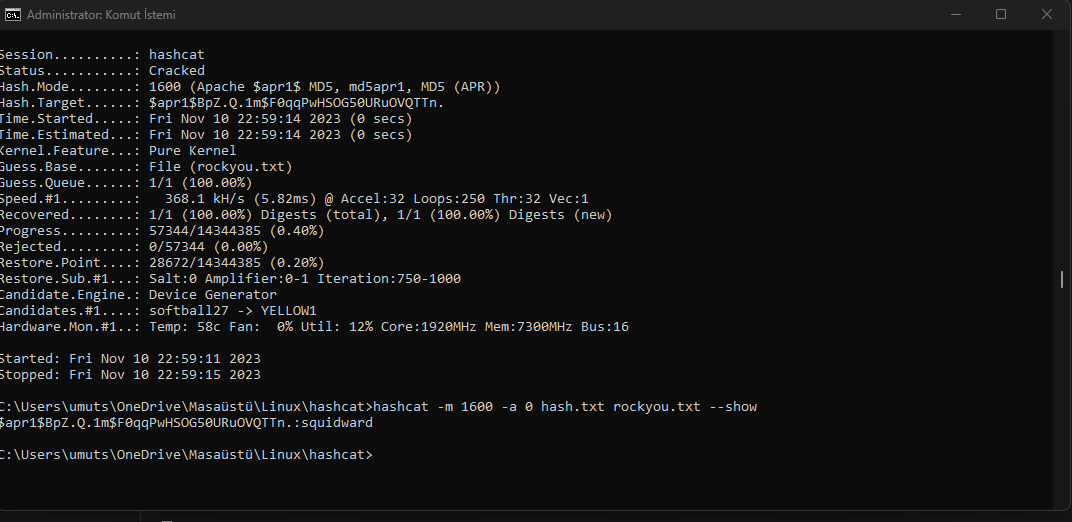 Administrator: Komut İstemi
Session..........: hashcat
Status...........: Cracked
Hash.Mode........: 1600 (Apache $apr1$ MD5, md5apr1, MD5 (APR))
Hash.Target......: $apr1$BpZ.Q.1m$F0qqPwHSOG50URuOVQTTn.
Time.Started.....: Fri Nov 10 22:59:14 2023 (0 secs)
Time.Estimated...: Fri Nov 10 22:59:14 2023 (0 secs)
Kernel.Feature...: Pure Kernel
Guess.Base.......: File (rockyou.txt)
Guess.Queue......: 1/1 (100.00%)
Speed.#1.........:   368.1 kH/s (5.82ms) @ Accel:32 Loops:250 Thr:32 Vec:1
Recovered........: 1/1 (100.00%) Digests (total), 1/1 (100.00%) Digests (new)
Progress.........: 57344/14344385 (0.40%)
Rejected.........: 0/57344 (0.00%)
Restore.Point....: 28672/14344385 (0.20%)
Restore.Sub.#1...: Salt:0 Amplifier:0-1 Iteration:750-1000
Candidate.Engine.: Device Generator
Candidates.#1....: softball27 -> YELLOW1
Hardware.Mon.#1..: Temp: 58c Fan:  0% Util: 12% Core:1920MHz Mem:7300MHz Bus:16
Started: Fri Nov 10 22:59:11 2023
Stopped: Fri Nov 10 22:59:15 2023
C:\Users\umuts\OneDrive\Masaüstü\Linux\hashcat>hashcat -m 1600 -a 0 hash.txt rockyou.txt --show
$apr1$BpZ.Q.1m$F0qqPwHSOG50URuOVQTTn.:squidward
C:\Users\umuts\OneDrive\Masaüstü\Linux\hashcat>